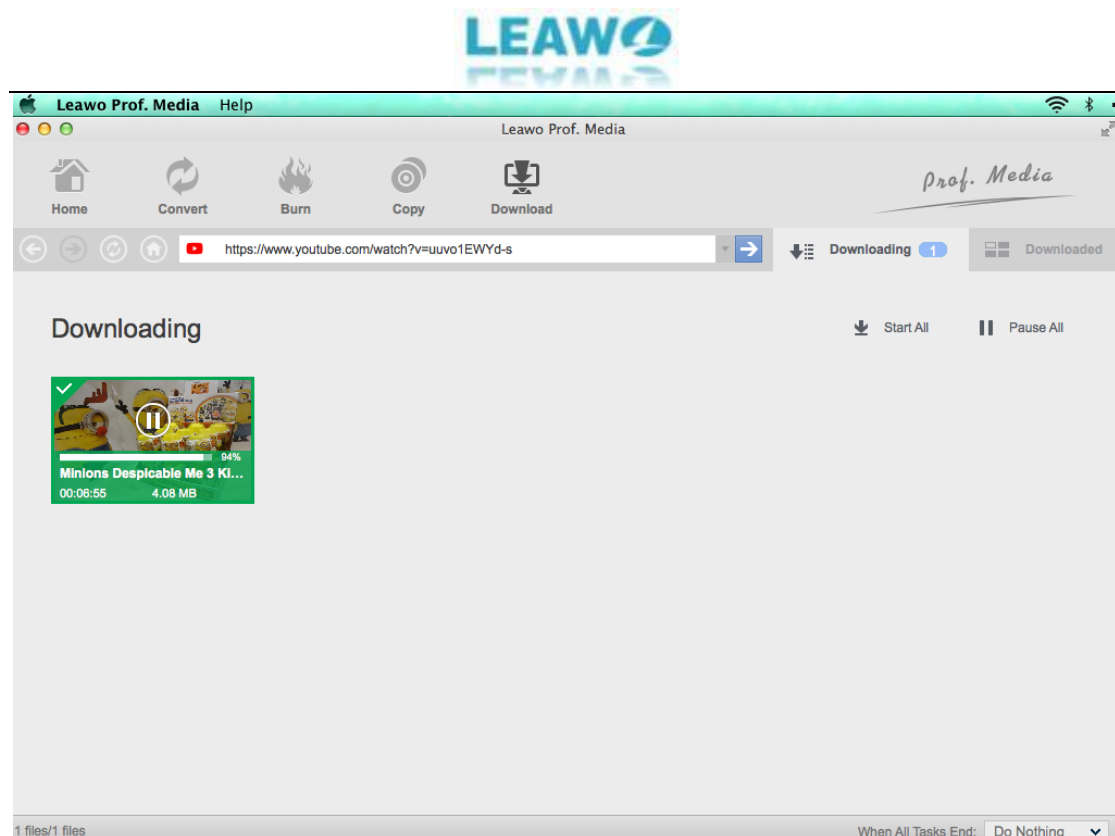 LEAWO
Leawo Prof. Media Help
Leawo Prof. Media
Home Convert Burn Copy Download
Prof. Media
https://www.youtube.com/watch?v=uuvo1EWYd-s
Downloading 1
Downloaded
Downloading
Start All
Pause All
94%
Minions Despicable Me 3 Ki...
00:06:55 4.08 MB
1 files/1 files
When All Tasks End: Do Nothing